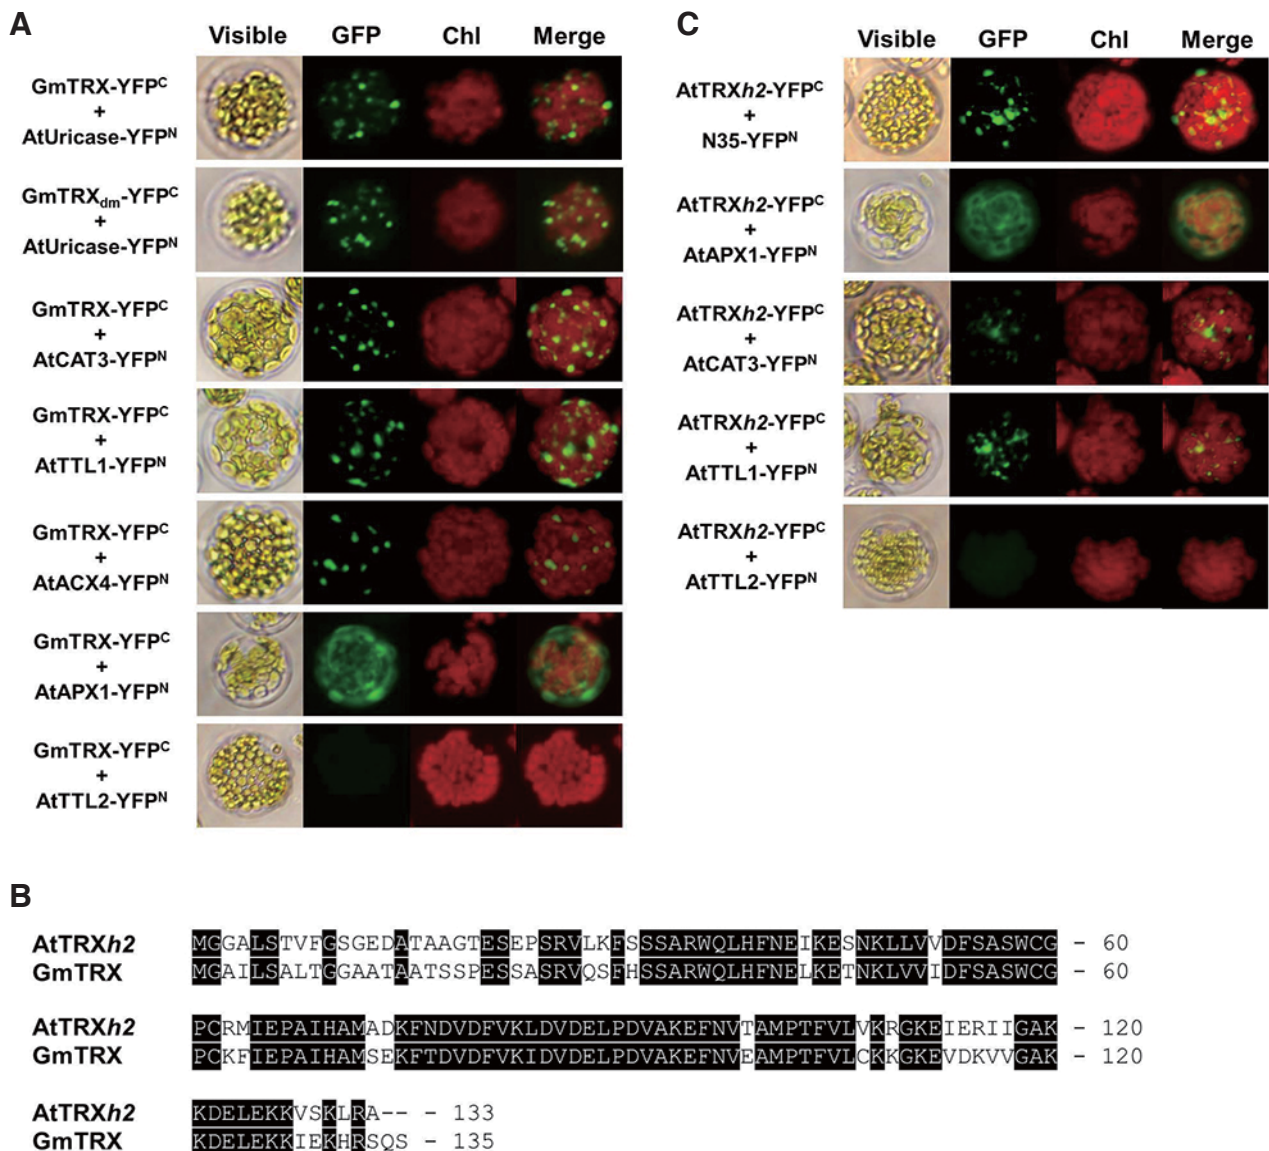 A
Visible GFP Chl Merge
GmTRX-YFPC
+
AtUricase-YFPN
GmTRXdm-YFPC
+
AtUricase-YFPN
GmTRX-YFPC
+
AtCAT3-YFPN
GmTRX-YFPC
+
AtTTL1-YFPN
GmTRX-YFPC
+
AtACX4-YFPN
GmTRX-YFPC
+
AtAPX1-YFPN
GmTRX-YFPC
+
AtTTL2-YFPN
C
Visible GFP Chl Merge
AtTRXh2-YFPC
+
N35-YFPN
AtTRXh2-YFPC
+
AtAPX1-YFPN
AtTRXh2-YFPC
+
AtCAT3-YFPN
AtTRXh2-YFPC
+
AtTTL1-YFPN
AtTRXh2-YFPC
+
AtTTL2-YFPN
B
AtTRXh2 MGGALSTVFGSGEDATAAGTESEPSRVLKFSSSARWQLHFNEIKESNKLLVVDFSASWCG - 60
GmTRX MGAILSALTGGAATAATSSPESSASRVQSFHSSARWQLHFNELKETNKLVVIDFSASWCG - 60
AtTRXh2 PCRMIEPAIHAMADKFNDVDFVKLDVDELPDVAKEFNVTAMPTFVLVKRGKEIERIIGAK - 120
GmTRX PCKFIEPAIHAMSEKFTDVDFVKIDVDELPDVAKEFNVEAMPTFVLCKKGKEVDKVVGAK - 120
AtTRXh2 KDELEKKVSKLRA-- - 133
GmTRX KDELEKKIEKHRSQS - 135